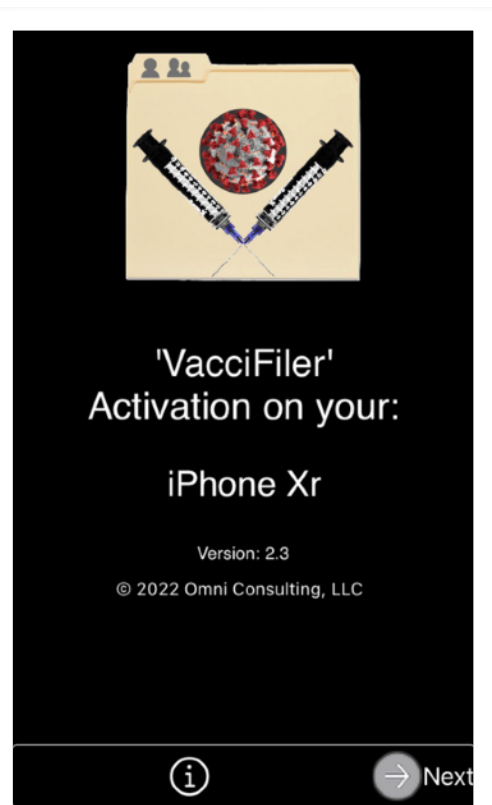 'VacciFiler'
Activation on your:
iPhone Xr
Version: 2.3
© 2022 Omni Consulting, LLC
Next